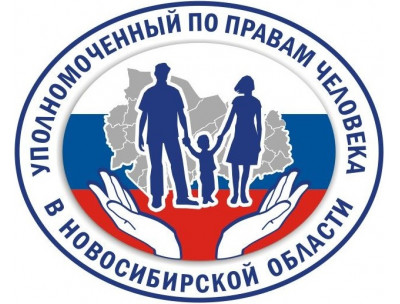 УПОЛНОМОЧЕННЫЙ ПО ПРАВАМ ЧЕЛОВЕКА
В НОВОСИБИРСКОЙ ОБЛАСТИ